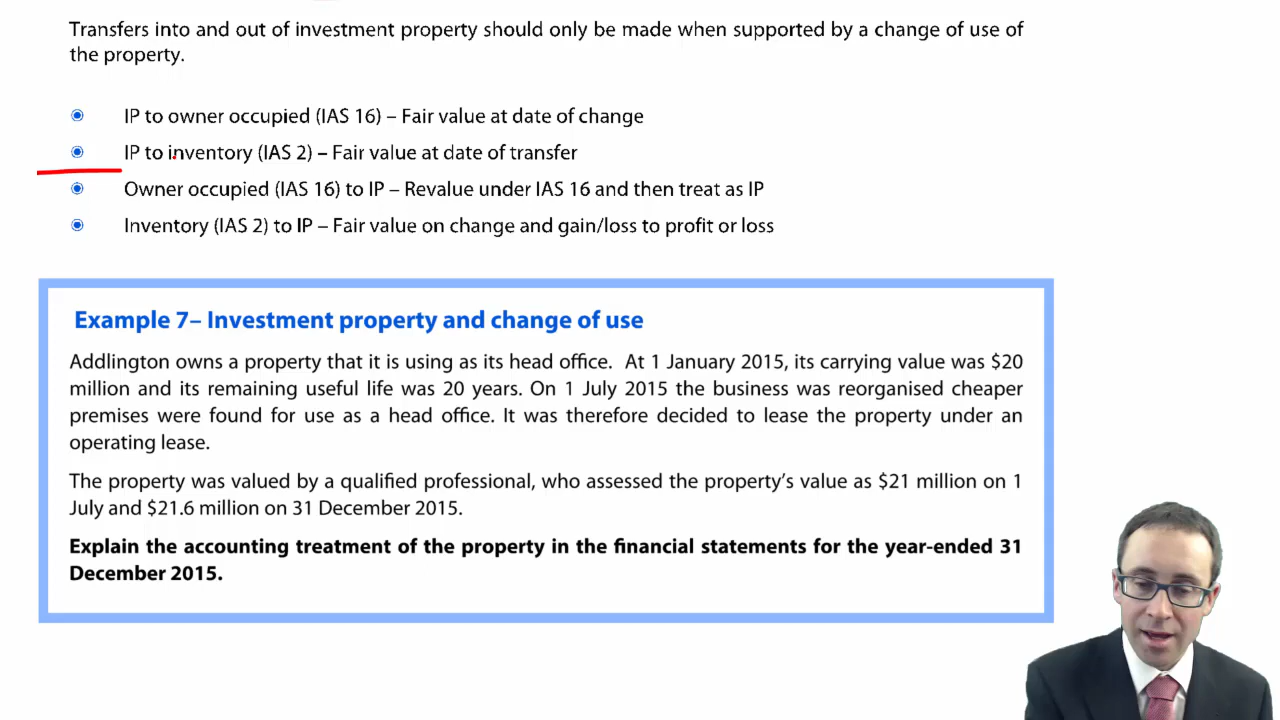 Transfers into and out of investment property should only be made when supported by a change of use of
the property.
IP to owner occupied (IAS 16) – Fair value at date of change
IP to inventory (IAS 2) – Fair value at date of transfer
Owner occupied (IAS 16) to IP – Revalue under IAS 16 and then treat as IP
Inventory (IAS 2) to IP – Fair value on change and gain/loss to profit or loss
Example 7– Investment property and change of use
Addlington owns a property that it is using as its head office. At 1 January 2015, its carrying value was $20
million and its remaining useful life was 20 years. On 1 July 2015 the business was reorganised cheaper
premises were found for use as a head office. It was therefore decided to lease the property under an
operating lease.
The property was valued by a qualified professional, who assessed the property’s value as $21 million on 1
July and $21.6 million on 31 December 2015.
Explain the accounting treatment of the property in the financial statements for the year-ended 31
December 2015.